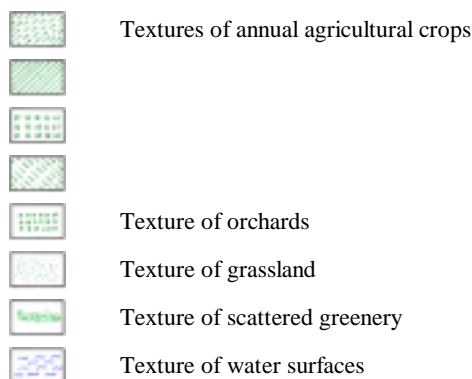 Textures of annual agricultural crops
Texture of orchards
Texture of grassland
Texture of scattered greenery
Texture of water surfaces